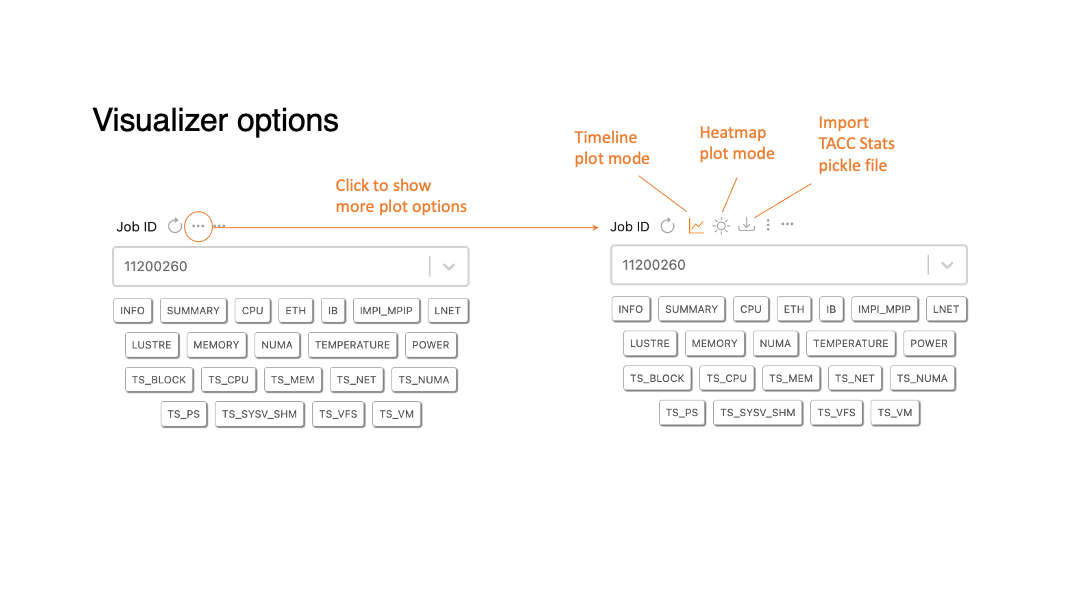 Visualizer options
Timeline
plot mode
Heatmap
plot mode
Import
TACC Stats
pickle file
Click to show
more plot options
Job ID
11200260
INFO SUMMARY CPU ETH IB IMPI_MPIP LNET
LUSTRE MEMORY NUMA TEMPERATURE POWER
TS_BLOCK TS_CPU TS_MEM TS_NET TS_NUMA
TS_PS TS_SYSV_SHM TS_VFS TS_VM
Job ID
11200260
INFO SUMMARY CPU ETH IB IMPI_MPIP LNET
LUSTRE MEMORY NUMA TEMPERATURE POWER
TS_BLOCK TS_CPU TS_MEM TS_NET TS_NUMA
TS_PS TS_SYSV_SHM TS_VFS TS_VM